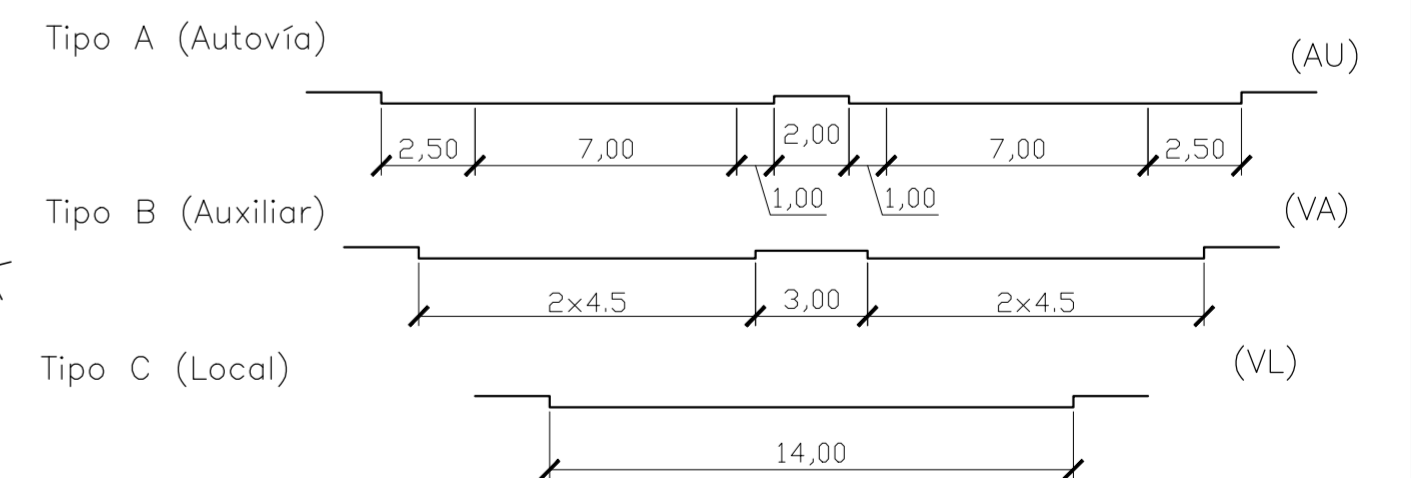 Tipo A (Autovía)
(AU)
2,50 7,00 2,00 7,00 2,50
1,00 1,00
Tipo B (Auxiliar)
(VA)
2x4.5 3,00 2x4.5
Tipo C (Local)
(VL)
14,00